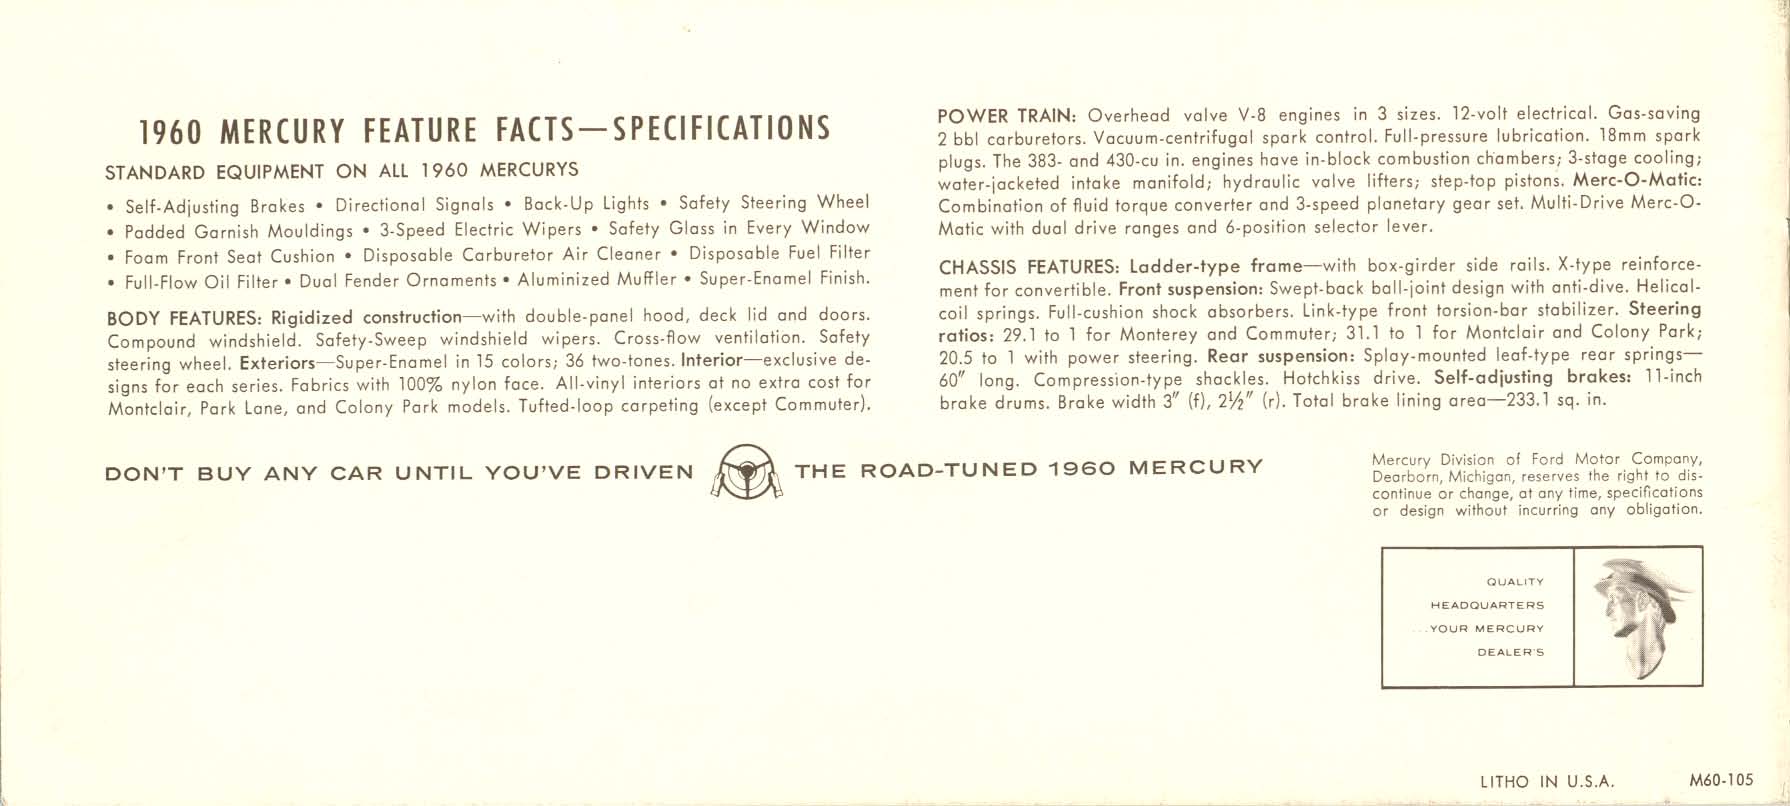 1960 MERCURY FEATURE FACTS—SPECIFICATIONS
STANDARD EQUIPMENT ON ALL 1960 MERCURYS
• Self-Adjusting Brakes • Directional Signals • Back-Up Lights • Safety Steering Wheel
• Padded Garnish Mouldings • 3-Speed Electric Wipers • Safety Glass in Every Window
• Foam Front Seat Cushion • Disposable Carburetor Air Cleaner • Disposable Fuel Filter
• Full-Flow Oil Filter • Dual Fender Ornaments • Aluminized Muffler • Super-Enamel Finish.
BODY FEATURES: Rigidized construction—with double-panel hood, deck lid and doors.
Compound windshield. Safety-Sweep windshield wipers. Cross-flow ventilation. Safety
steering wheel. Exteriors—Super-Enamel in 15 colors; 36 two-tones. Interior—exclusive de-
signs for each series. Fabrics with 100% nylon face. All-vinyl interiors at no extra cost for
Montclair, Park Lane, and Colony Park models. Tufted-loop carpeting (except Commuter).
POWER TRAIN: Overhead valve V-8 engines in 3 sizes. 12-volt electrical. Gas-saving
2 bbl carburetors. Vacuum-centrifugal spark control. Full-pressure lubrication. 18mm spark
plugs. The 383- and 430-cu in. engines have in-block combustion chambers; 3-stage cooling;
water-jacketed intake manifold; hydraulic valve lifters; step-top pistons. Merc-O-Matic:
Combination of fluid torque converter and 3-speed planetary gear set. Multi-Drive Merc-O-
Matic with dual drive ranges and 6-position selector lever.
CHASSIS FEATURES: Ladder-type frame—with box-girder side rails. X-type reinforce-
ment for convertible. Front suspension: Swept-back ball-joint design with anti-dive. Helical-
coil springs. Full-cushion shock absorbers. Link-type front torsion-bar stabilizer. Steering
ratios: 29.1 to 1 for Monterey and Commuter; 31.1 to 1 for Montclair and Colony Park;
20.5 to 1 with power steering. Rear suspension: Splay-mounted leaf-type rear springs—
60" long. Compression-type shackles. Hotchkiss drive. Self-adjusting brakes: 11-inch
brake drums. Brake width 3" (f), 2½" (r). Total brake lining area—233.1 sq. in.
DON'T BUY ANY CAR UNTIL YOU'VE DRIVEN THE ROAD-TUNED 1960 MERCURY
Mercury Division of Ford Motor Company,
Dearborn, Michigan, reserves the right to dis-
continue or change, at any time, specifications
or design without incurring any obligation.
QUALITY
HEADQUARTERS
...YOUR MERCURY
DEALER'S
LITHO IN U.S.A. M60-105